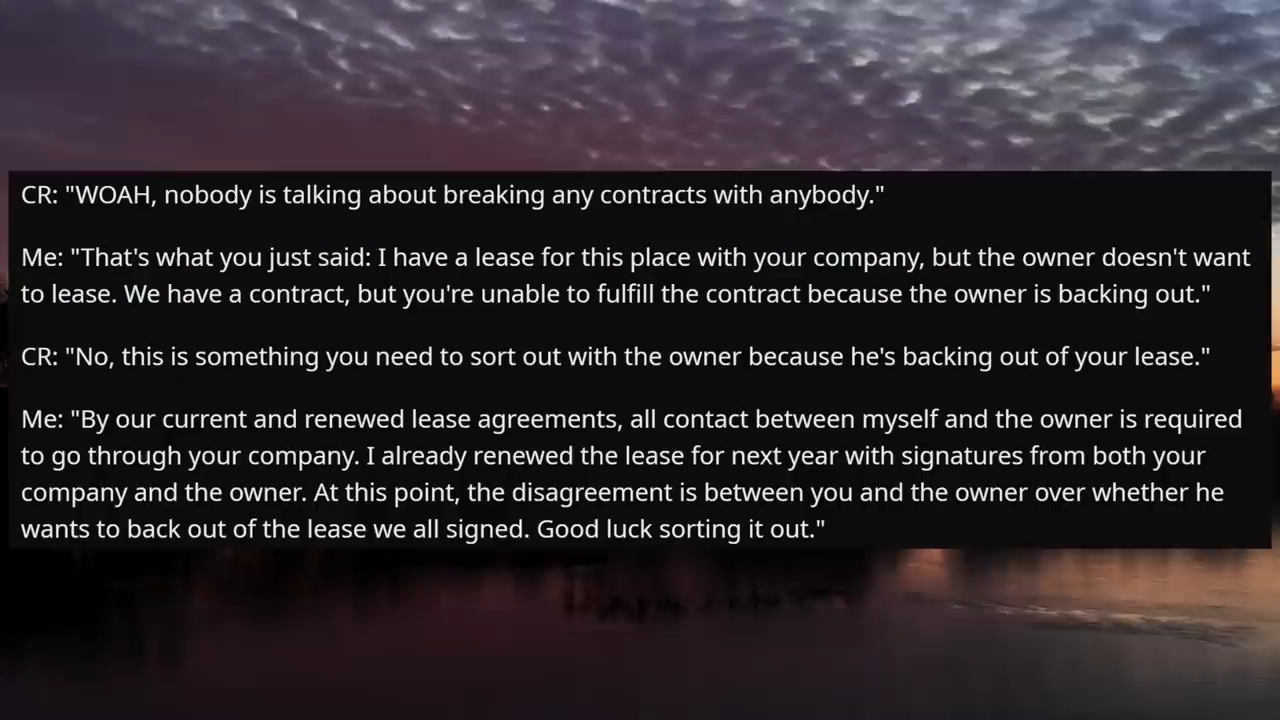 CR: "WOAH, nobody is talking about breaking any contracts with anybody."
Me: "That's what you just said: I have a lease for this place with your company, but the owner doesn't want
to lease. We have a contract, but you're unable to fulfill the contract because the owner is backing out."
CR: "No, this is something you need to sort out with the owner because he's backing out of your lease."
Me: "By our current and renewed lease agreements, all contact between myself and the owner is required
to go through your company. I already renewed the lease for next year with signatures from both your
company and the owner. At this point, the disagreement is between you and the owner over whether he
wants to back out of the lease we all signed. Good luck sorting it out."